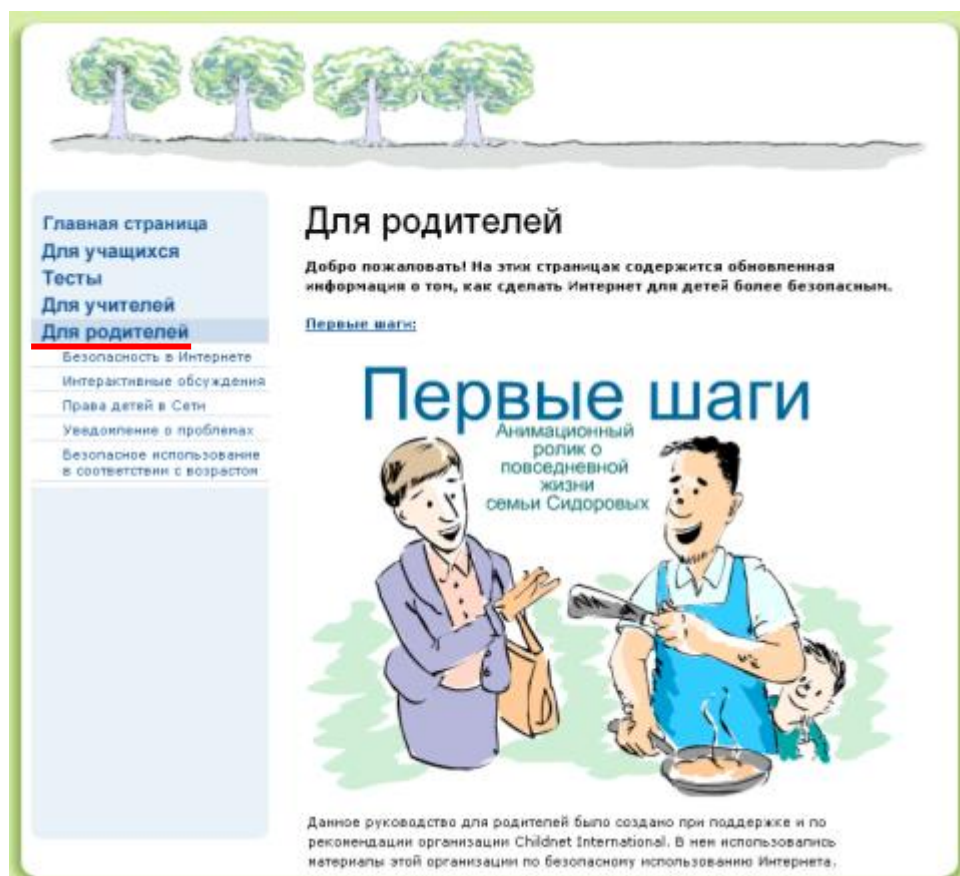 Главная страница
Для учащихся
Тесты
Для учителей
Для родителей
Безопасность в Интернете
Интерактивные обсуждения
Права детей в Сети
Уведомление о проблемах
Безопасное использование
в соответствии с возрастом
Для родителей
Добро пожаловать! На этих страницах содержится обновленная
информация о том, как сделать Интернет для детей более безопасным.
Первые шаги:
Первые шаги
Анимационный
ролик о
повседневной
жизни
семьи Сидоровых
Данное руководство для родителей было создано при поддержке и по
рекомендации организации Childnet International. В нем использовались
материалы этой организации по безопасному использованию Интернета.